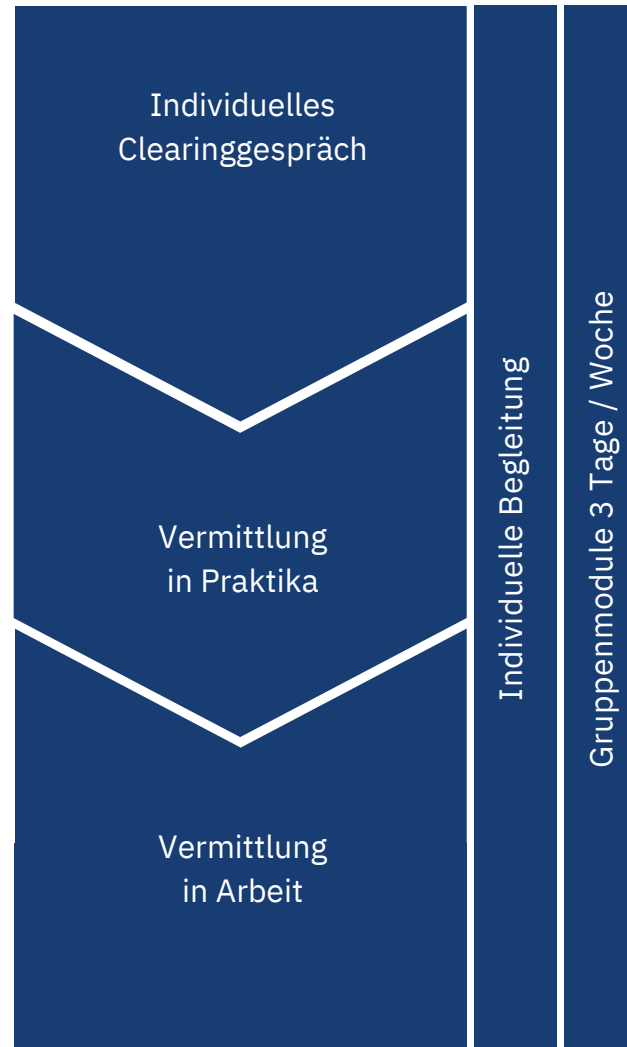 Individuelles
Clearinggespräch
Vermittlung
in Praktika
Vermittlung
in Arbeit
Individuelle Begleitung
Gruppenmodule 3 Tage / Woche